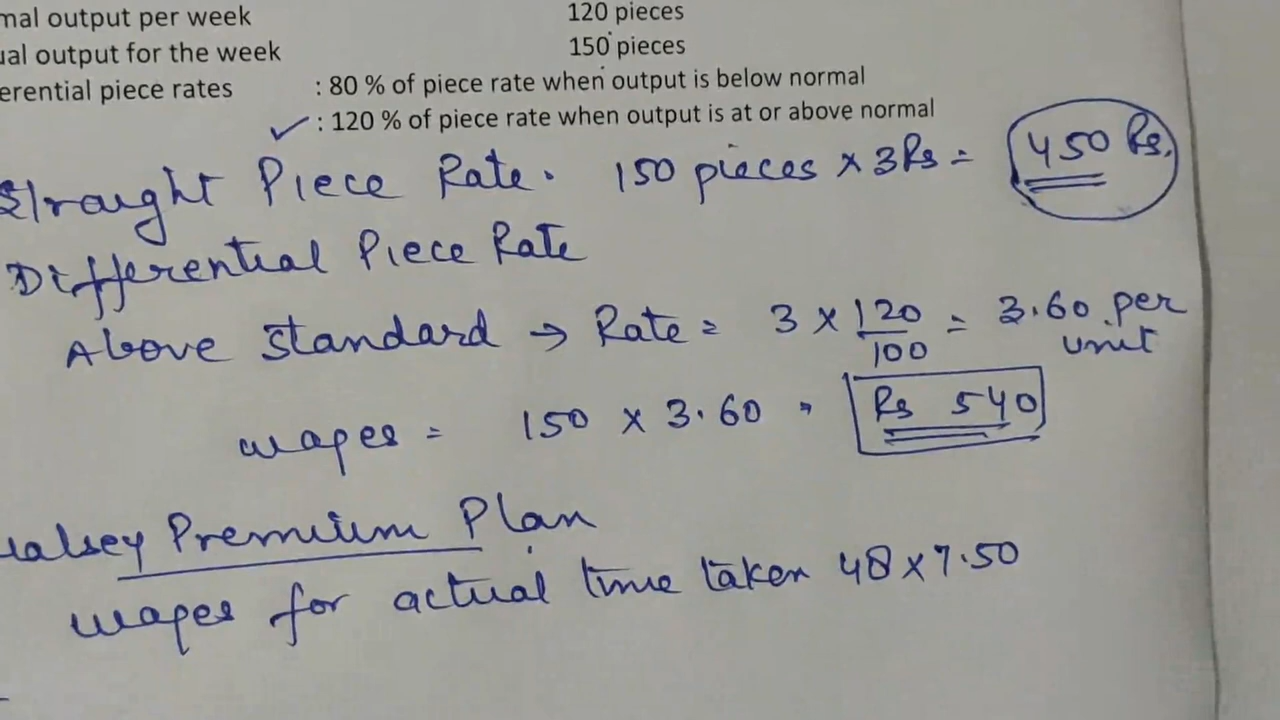 mal output per week 120 pieces
ual output for the week 150 pieces
erential piece rates : 80 % of piece rate when output is below normal
✓ : 120 % of piece rate when output is at or above normal
Straight Piece Rate. 150 pieces × 3Rs = 450 Rs.
Differential Piece Rate
Above Standard → Rate = 3 × 120/100 = 3.60 per unit
wages = 150 × 3.60 = Rs 540
alsey Premium Plan
wages for actual time taken 48 × 7.50